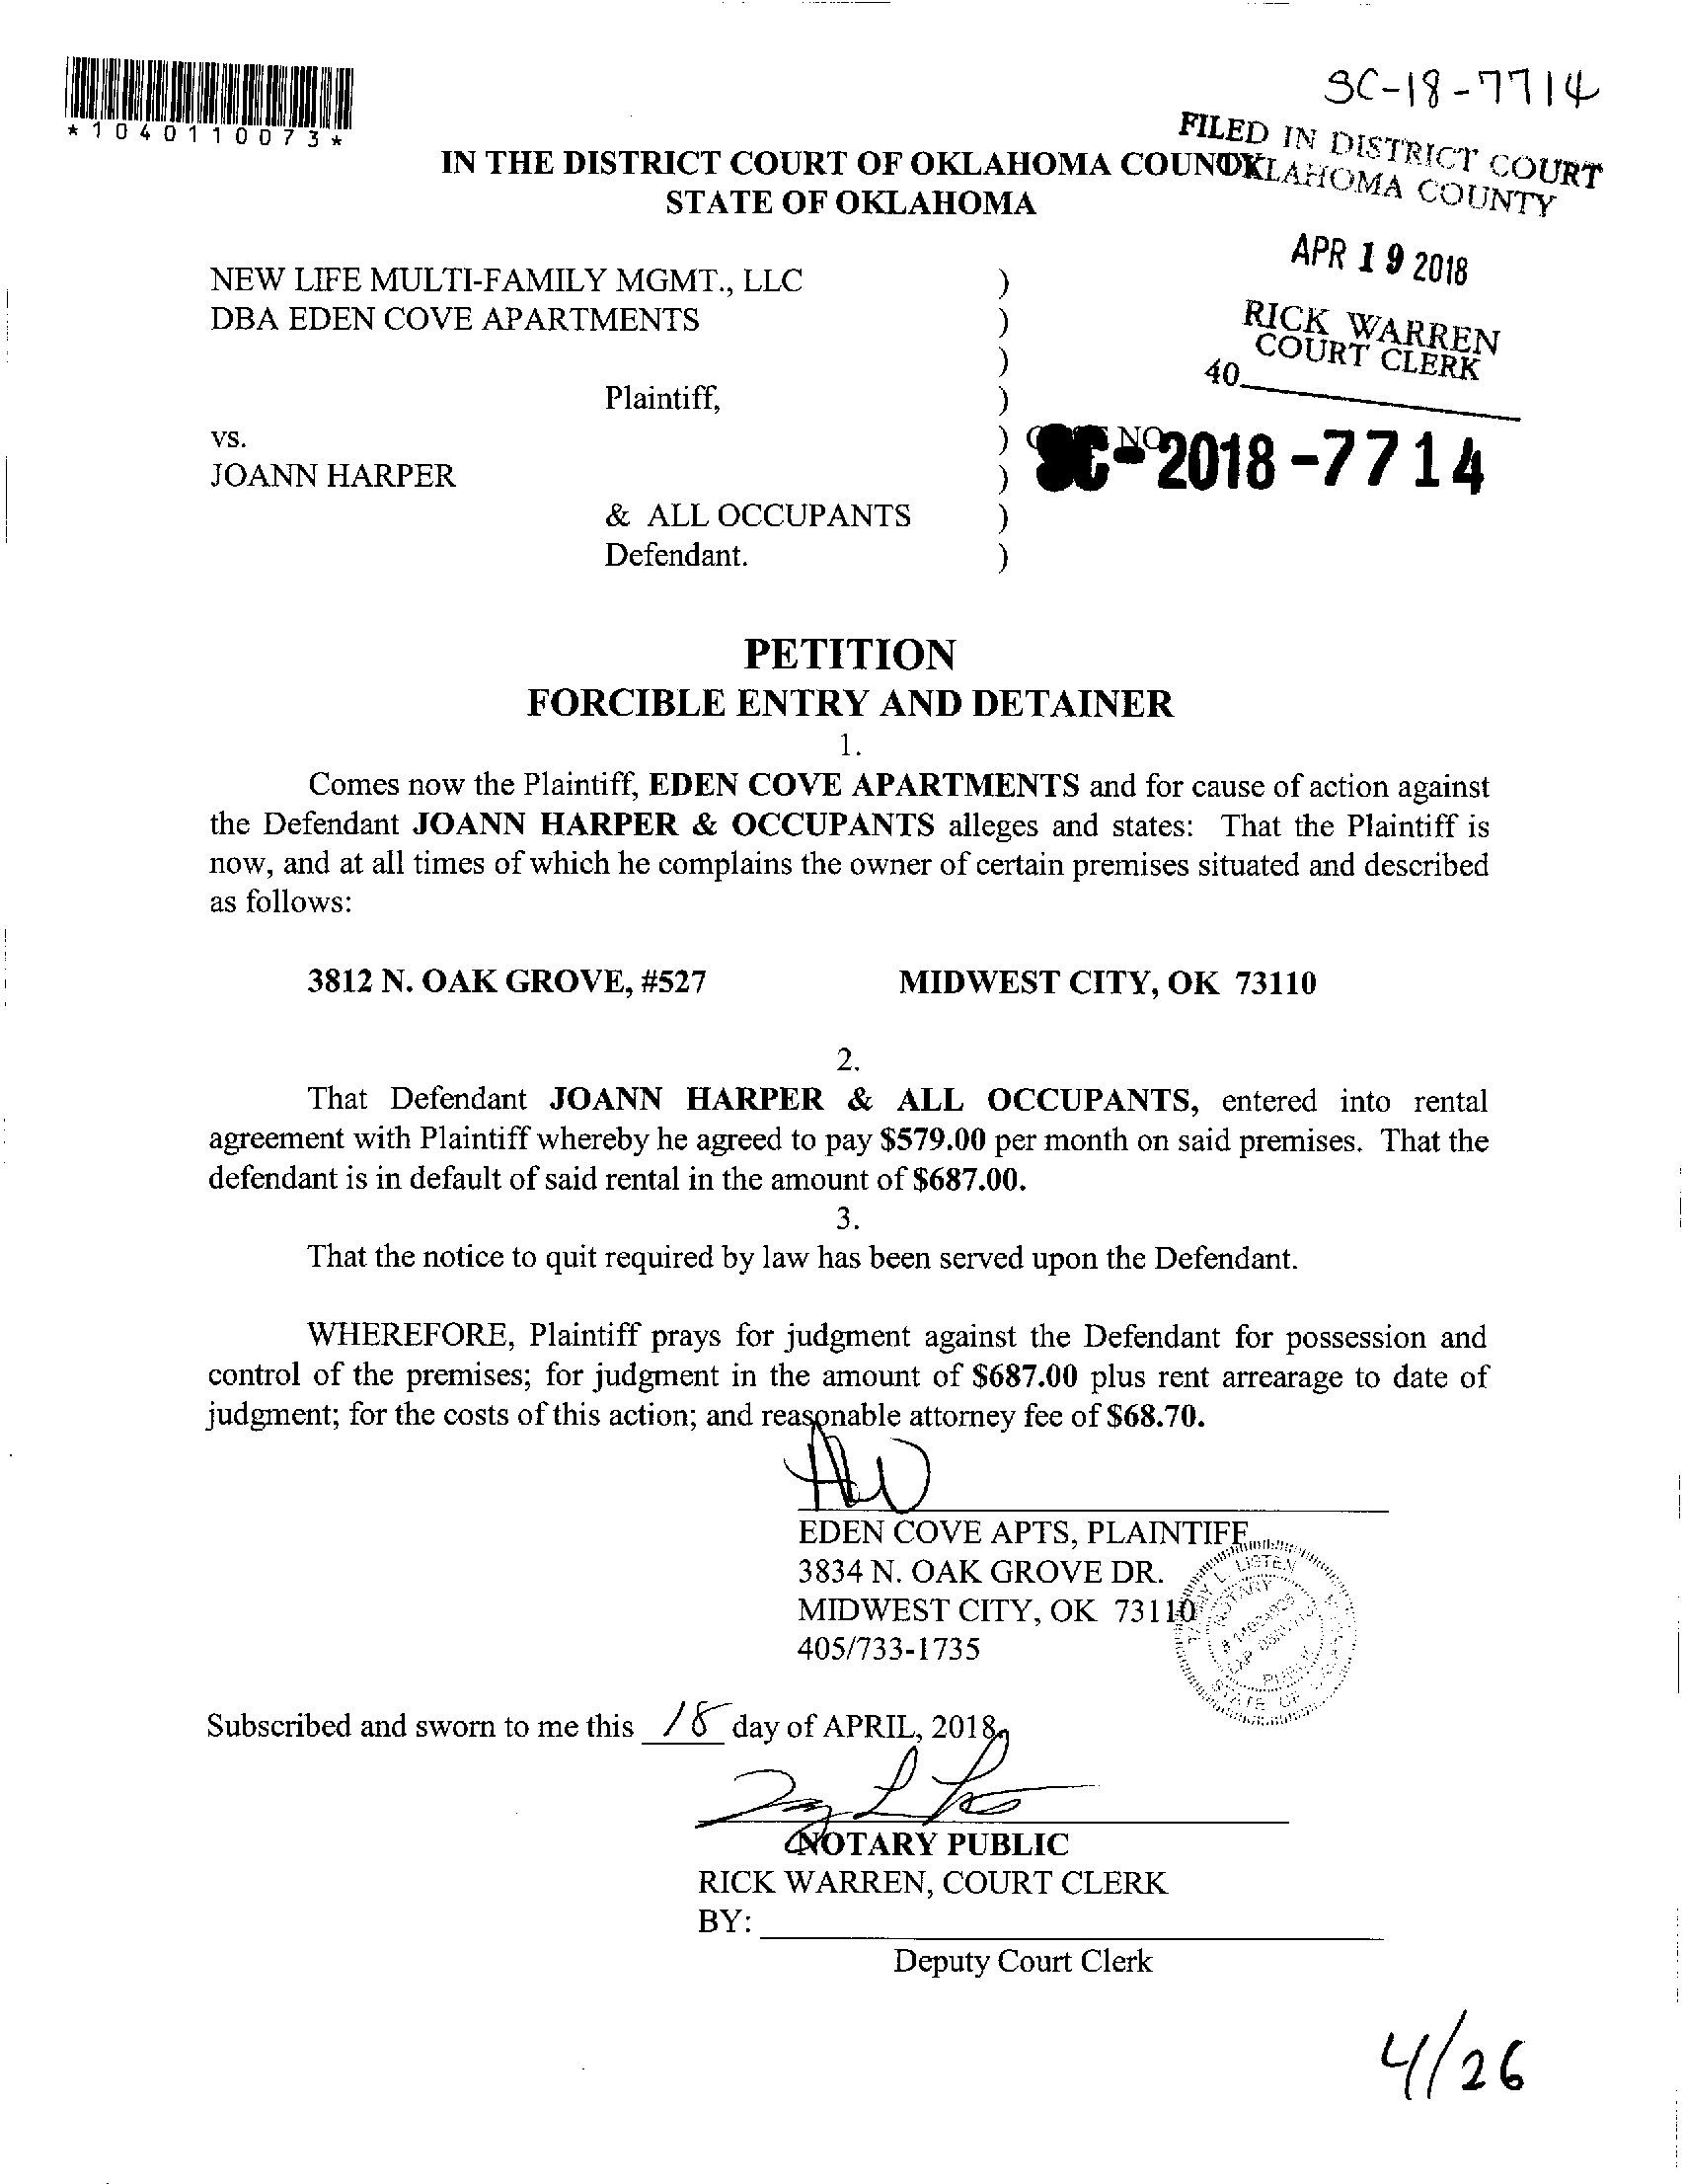 SC-18-7714
*1040110073*
FILED IN DISTRICT COURT
OKLAHOMA COUNTY
IN THE DISTRICT COURT OF OKLAHOMA COUN
STATE OF OKLAHOMA
APR 19 2018
NEW LIFE MULTI-FAMILY MGMT., LLC )
DBA EDEN COVE APARTMENTS )
)
RICK WARREN
COURT CLERK
40
Plaintiff, )
vs. )
NO
SC-2018-7714
JOANN HARPER )
& ALL OCCUPANTS )
Defendant. )
PETITION
FORCIBLE ENTRY AND DETAINER
1.
Comes now the Plaintiff, EDEN COVE APARTMENTS and for cause of action against
the Defendant JOANN HARPER & OCCUPANTS alleges and states: That the Plaintiff is
now, and at all times of which he complains the owner of certain premises situated and described
as follows:
3812 N. OAK GROVE, #527 MIDWEST CITY, OK 73110
2.
That Defendant JOANN HARPER & ALL OCCUPANTS, entered into rental
agreement with Plaintiff whereby he agreed to pay $579.00 per month on said premises. That the
defendant is in default of said rental in the amount of $687.00.
3.
That the notice to quit required by law has been served upon the Defendant.
WHEREFORE, Plaintiff prays for judgment against the Defendant for possession and
control of the premises; for judgment in the amount of $687.00 plus rent arrearage to date of
judgment; for the costs of this action; and reasonable attorney fee of $68.70.
EDEN COVE APTS, PLAINTIFF
3834 N. OAK GROVE DR.
MIDWEST CITY, OK 73110
405/733-1735
L. LISTEN
NOTARY
PUBLIC
STATE OF
Subscribed and sworn to me this 18 day of APRIL, 2018
NOTARY PUBLIC
RICK WARREN, COURT CLERK
BY:
Deputy Court Clerk
4/26